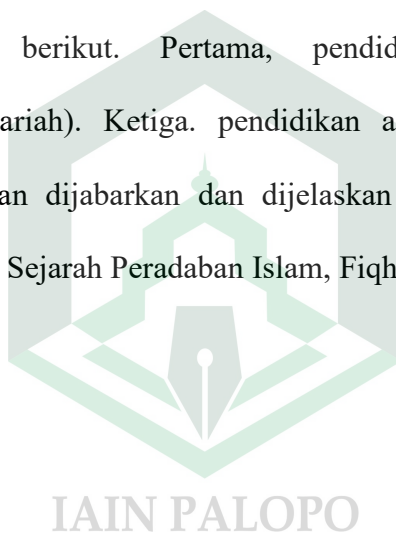 berikut. Pertama, pendid
ariah). Ketiga. pendidikan a
an dijabarkan dan dijelaskan
Sejarah Peradaban Islam, Fiqh
IAIN PALOPO